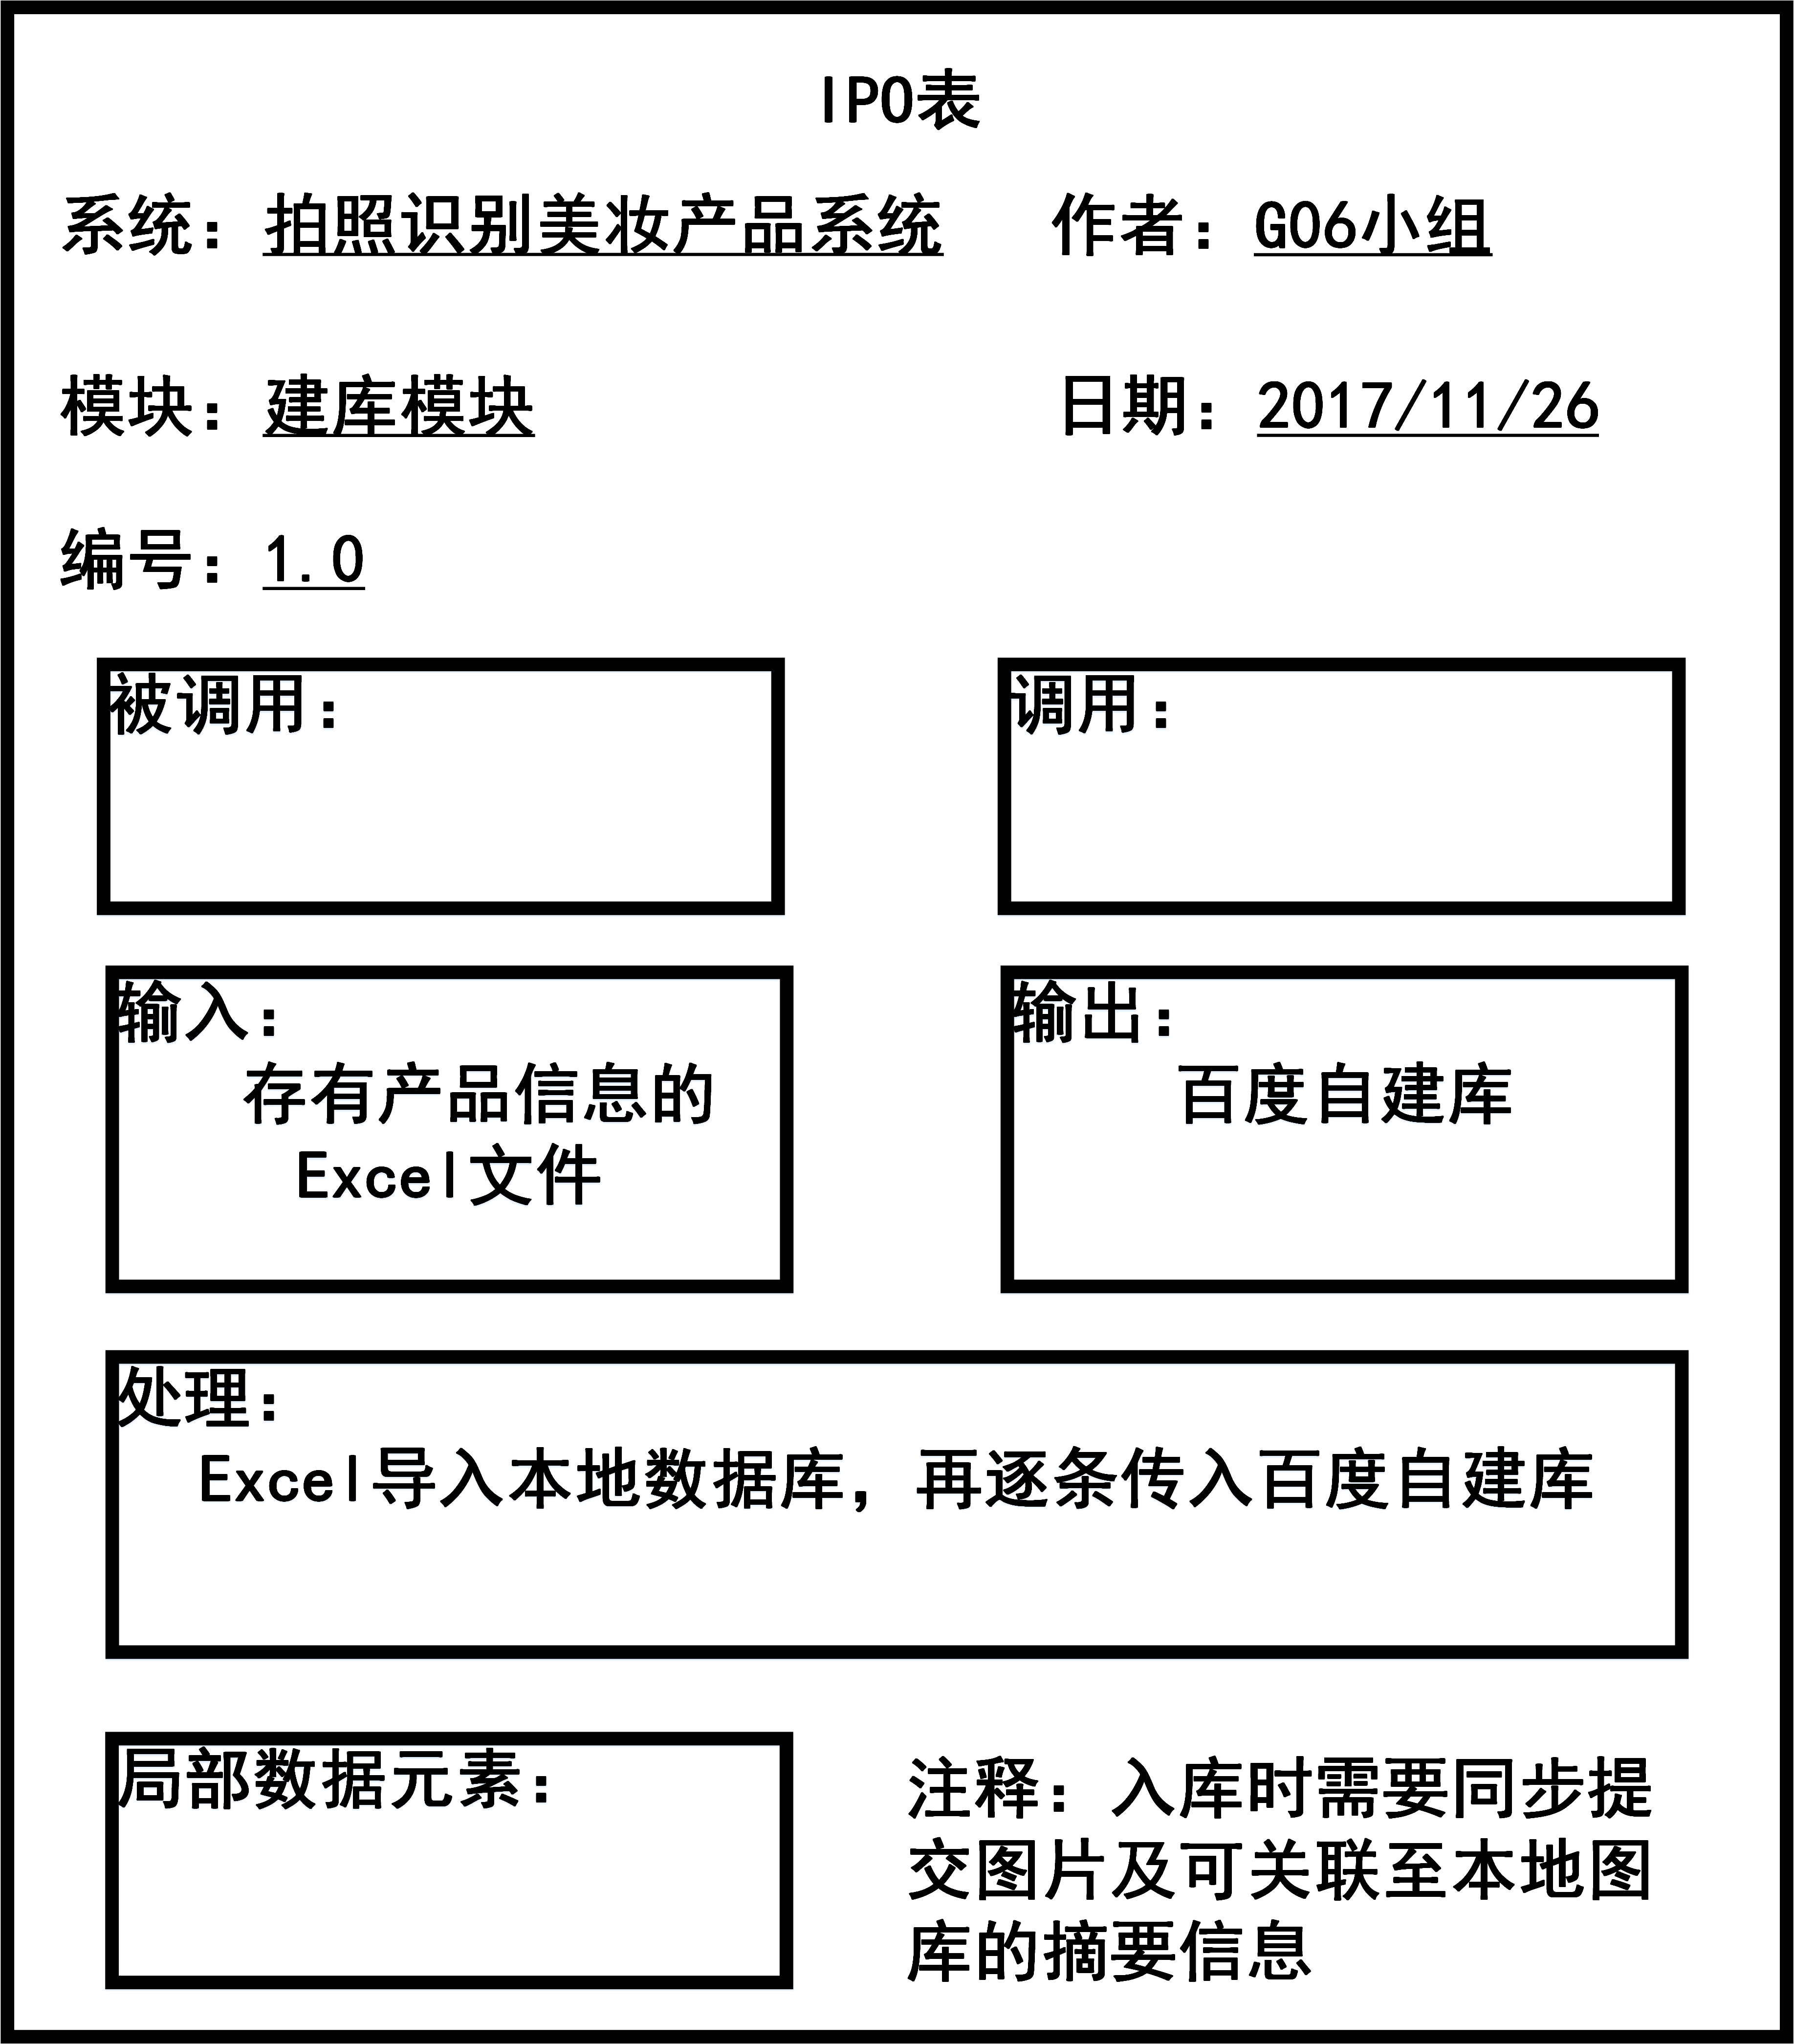 IPO表
系统：拍照识别美妆产品系统 作者：G06小组
模块：建库模块 日期：2017/11/26
编号：1.0
被调用： 调用：
输入：
存有产品信息的
Excel文件
输出：
百度自建库
处理：
Excel导入本地数据库，再逐条传入百度自建库
局部数据元素：
注释：入库时需要同步提
交图片及可关联至本地图
库的摘要信息